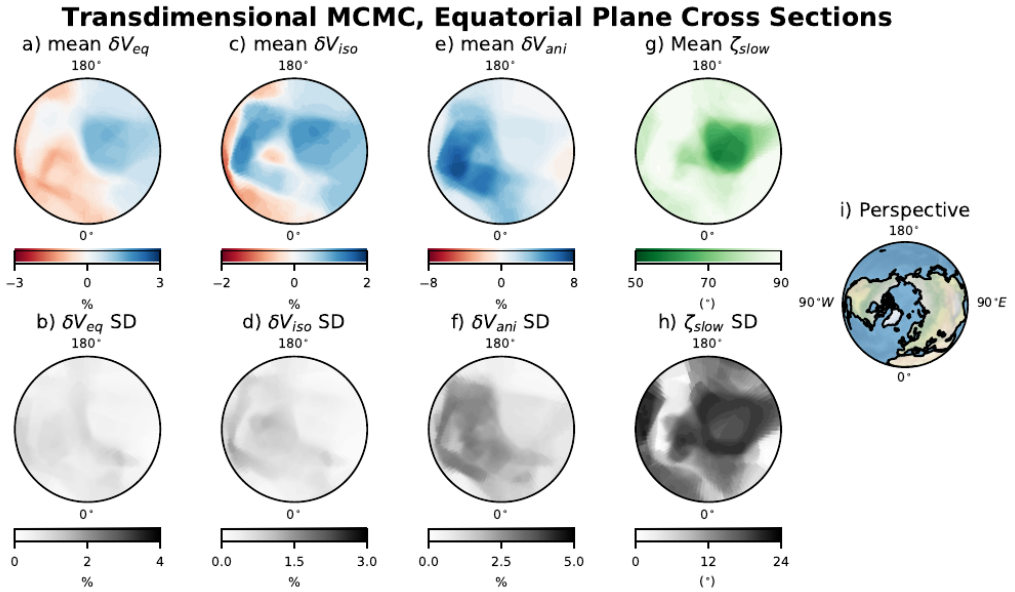 Transdimensional MCMC, Equatorial Plane Cross Sections
a) mean δV_eq
c) mean δV_iso
e) mean δV_ani
g) Mean ζ_slow
180°
180°
180°
180°
0°
0°
0°
0°
−3 0 3
−2 0 2
−8 0 8
50 70 90
%
%
%
(°)
i) Perspective
180°
90°W
90°E
0°
b) δV_eq SD
d) δV_iso SD
f) δV_ani SD
h) ζ_slow SD
180°
180°
180°
180°
0°
0°
0°
0°
0 2 4
0.0 1.5 3.0
0.0 2.5 5.0
0 12 24
%
%
%
(°)